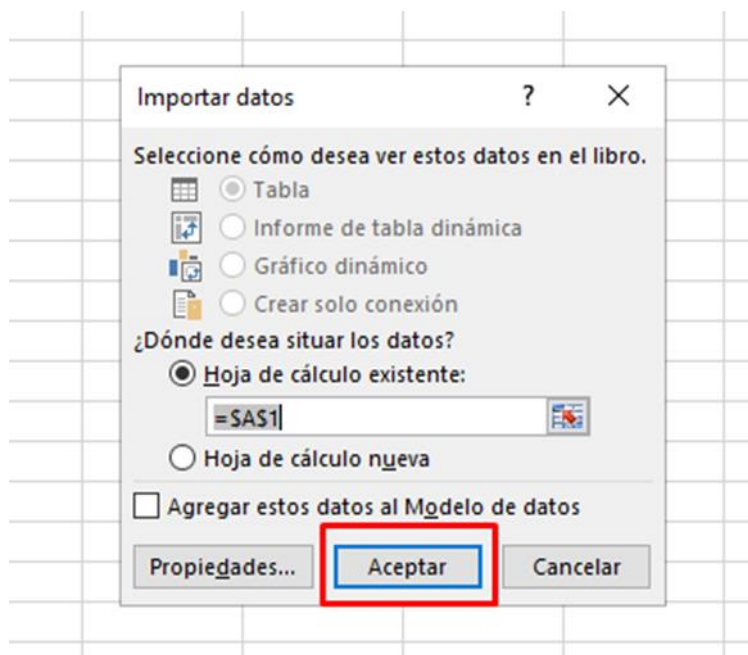 Importar datos ?
Seleccione cómo desea ver estos datos en el libro.
Tabla
Informe de tabla dinámica
Gráfico dinámico
Crear solo conexión
¿Dónde desea situar los datos?
Hoja de cálculo existente:
=$A$1
Hoja de cálculo nueva
Agregar estos datos al Modelo de datos
Propiedades... Aceptar Cancelar